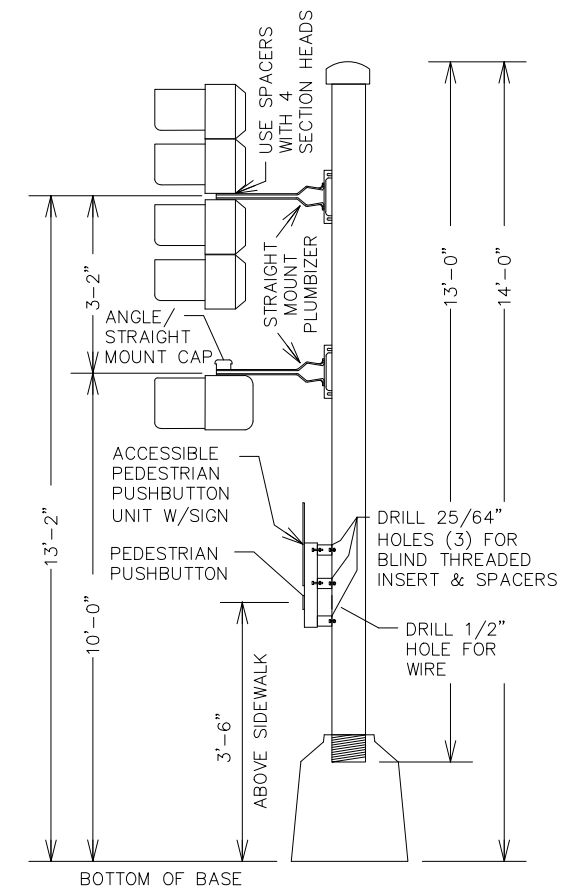 USE SPACERS
WITH 4
SECTION HEADS
STRAIGHT
MOUNT
PLUMBIZER
3-2"
ANGLE/
STRAIGHT
MOUNT CAP
13'-0"
14'-0"
ACCESSIBLE
PEDESTRIAN
PUSHBUTTON
UNIT W/SIGN
PEDESTRIAN
PUSHBUTTON
DRILL 25/64"
HOLES (3) FOR
BLIND THREADED
INSERT & SPACERS
DRILL 1/2"
HOLE FOR
WIRE
13'-2"
10'-0"
3'-6"
ABOVE SIDEWALK
BOTTOM OF BASE